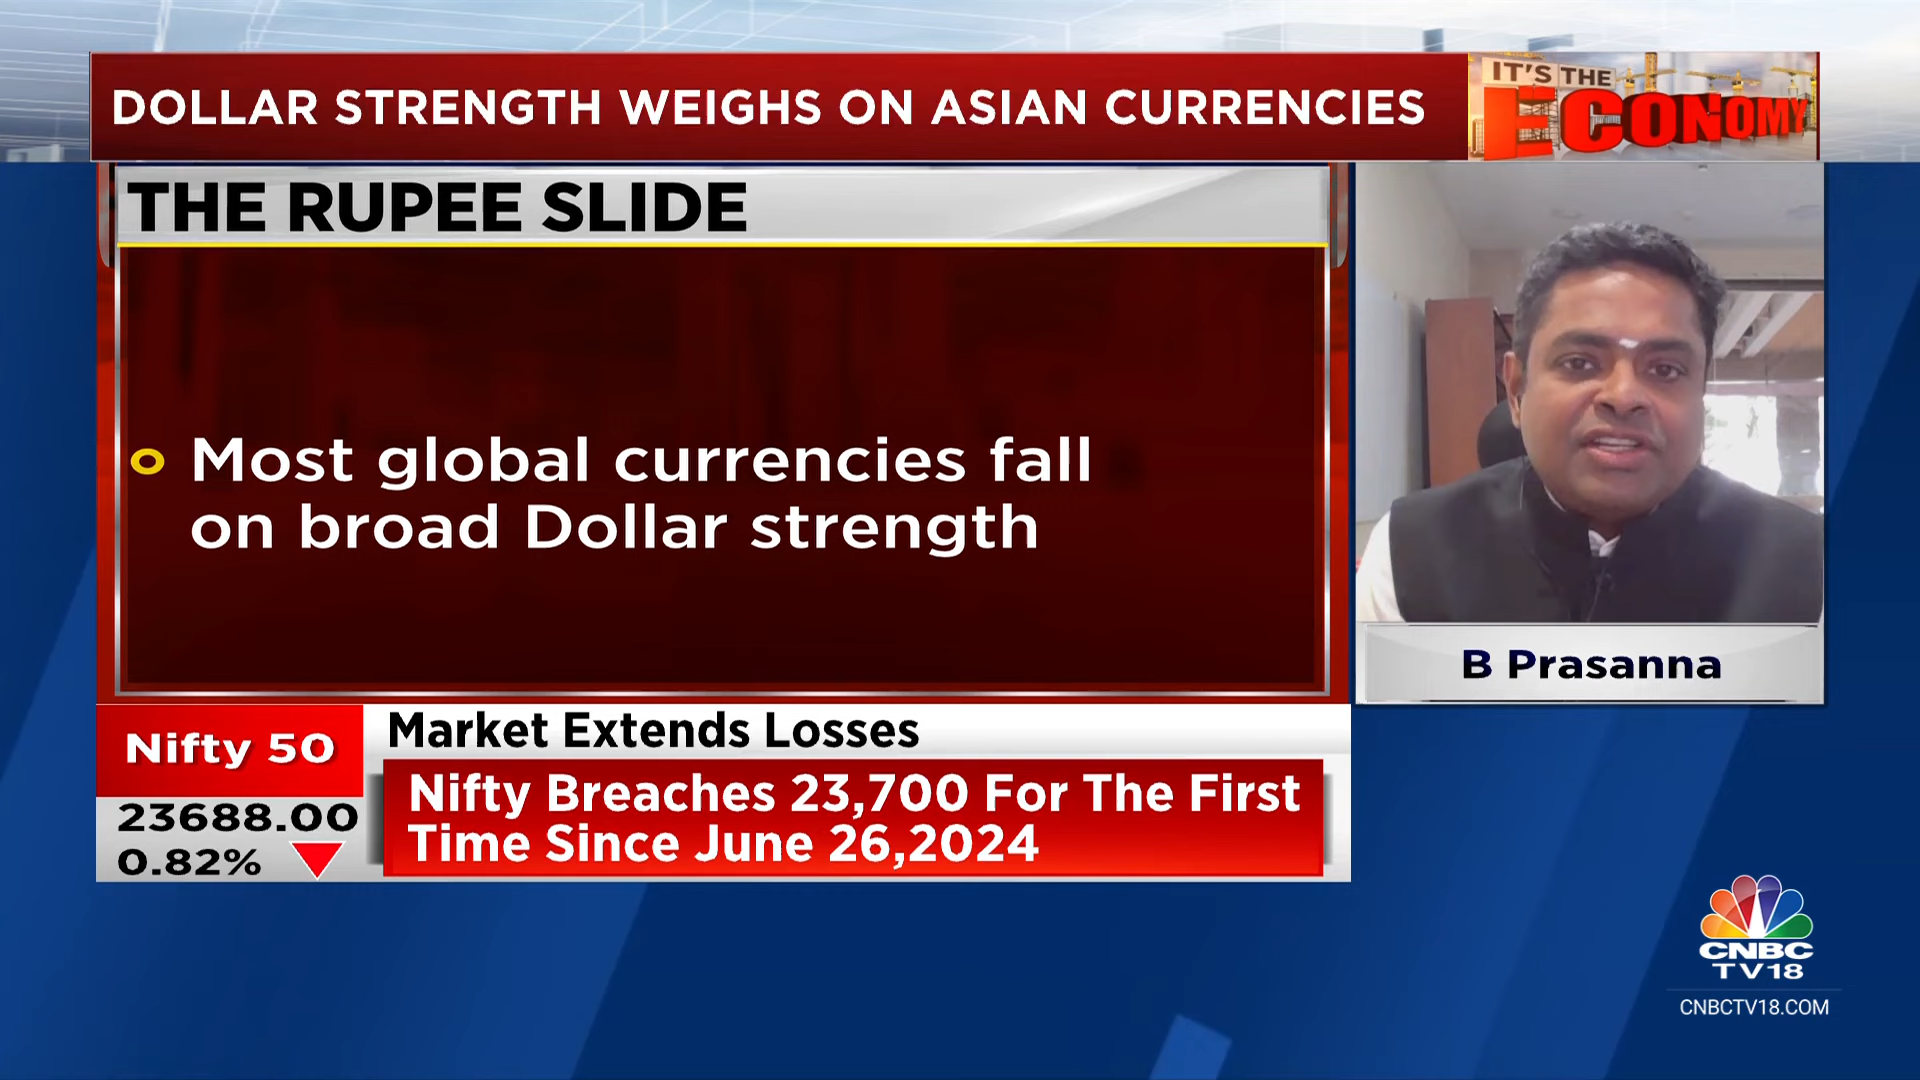 DOLLAR STRENGTH WEIGHS ON ASIAN CURRENCIES
IT'S THE
ECONOMY
THE RUPEE SLIDE
Most global currencies fall
on broad Dollar strength
B Prasanna
Nifty 50
23688.00
0.82%
Market Extends Losses
Nifty Breaches 23,700 For The First
Time Since June 26,2024
CNBC
TV18
CNBCTV18.COM